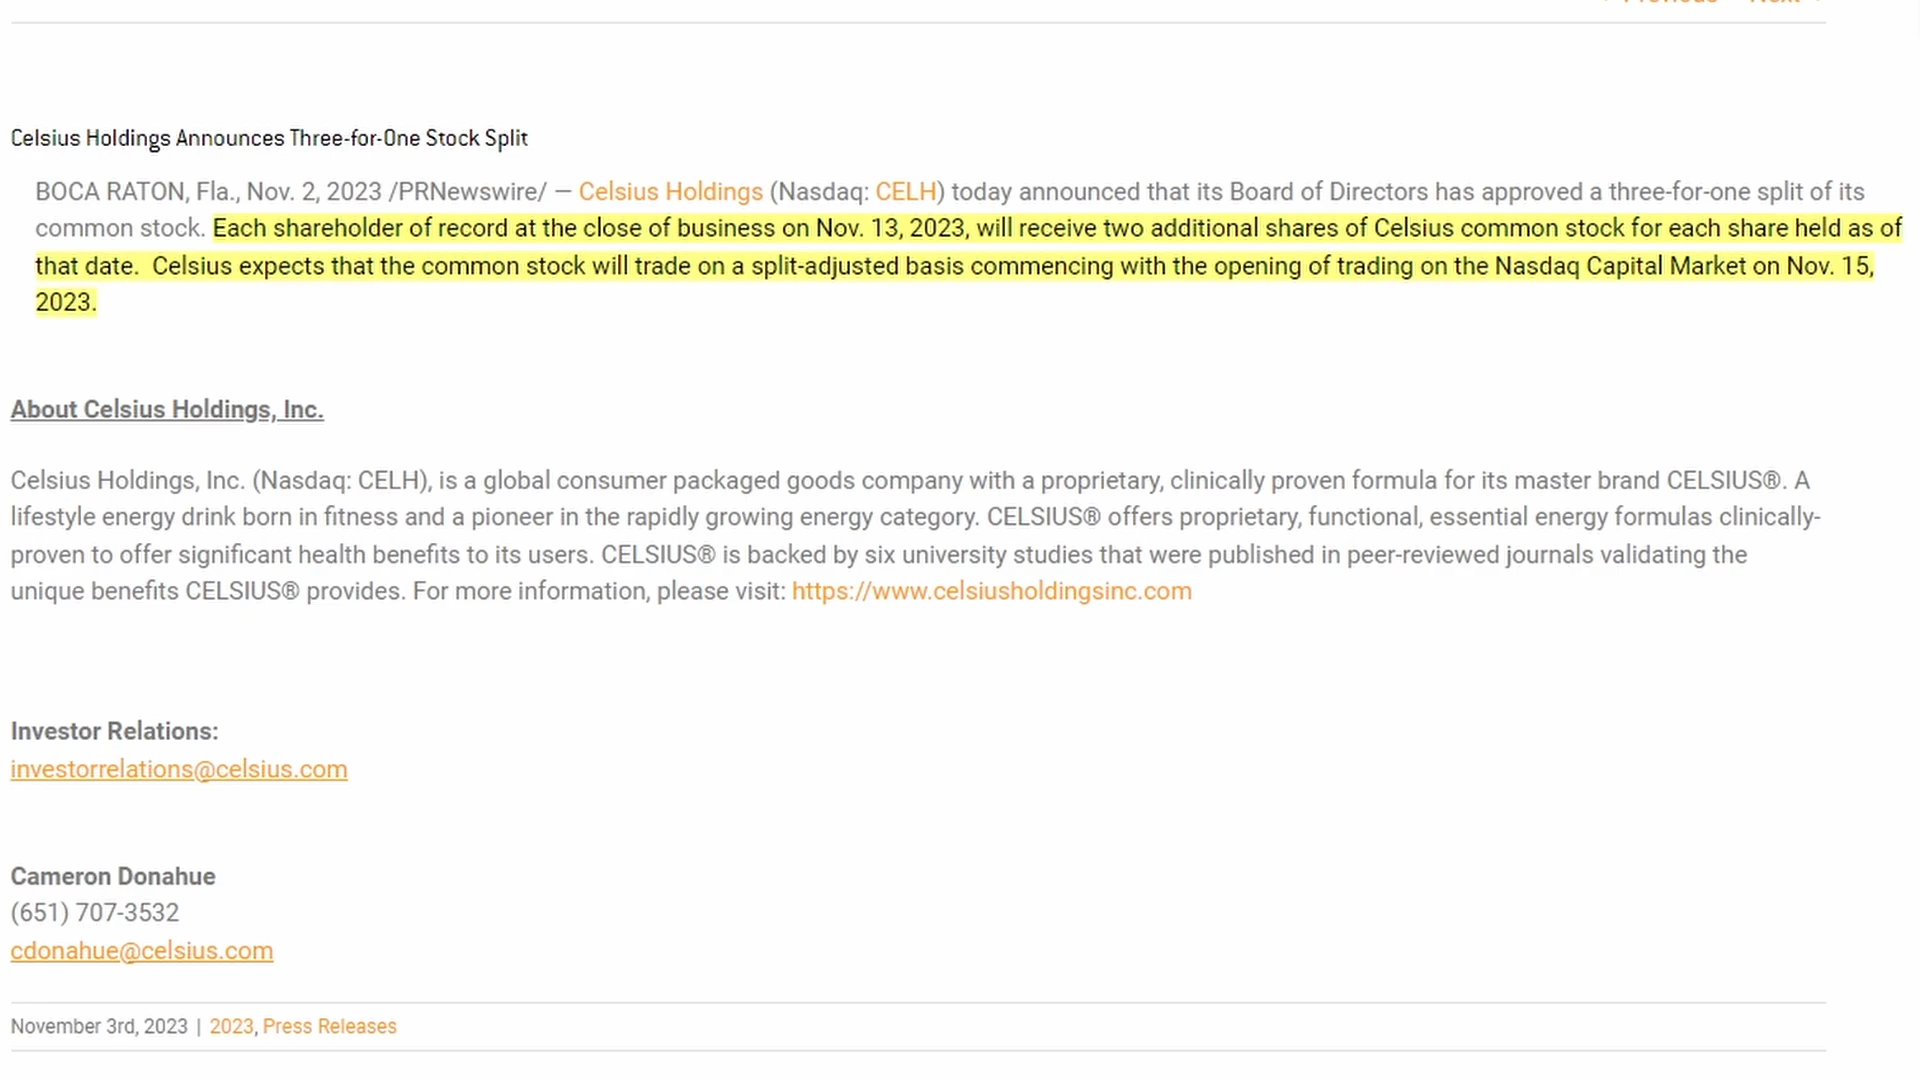 Celsius Holdings Announces Three-for-One Stock Split
BOCA RATON, Fla., Nov. 2, 2023 /PRNewswire/ — Celsius Holdings (Nasdaq: CELH) today announced that its Board of Directors has approved a three-for-one split of its
common stock. Each shareholder of record at the close of business on Nov. 13, 2023, will receive two additional shares of Celsius common stock for each share held as of
that date.  Celsius expects that the common stock will trade on a split-adjusted basis commencing with the opening of trading on the Nasdaq Capital Market on Nov. 15,
2023.
About Celsius Holdings, Inc.
Celsius Holdings, Inc. (Nasdaq: CELH), is a global consumer packaged goods company with a proprietary, clinically proven formula for its master brand CELSIUS®. A
lifestyle energy drink born in fitness and a pioneer in the rapidly growing energy category. CELSIUS® offers proprietary, functional, essential energy formulas clinically-
proven to offer significant health benefits to its users. CELSIUS® is backed by six university studies that were published in peer-reviewed journals validating the
unique benefits CELSIUS® provides. For more information, please visit: https://www.celsiusholdingsinc.com
Investor Relations:
investorrelations@celsius.com
Cameron Donahue
(651) 707-3532
cdonahue@celsius.com
November 3rd, 2023 | 2023, Press Releases